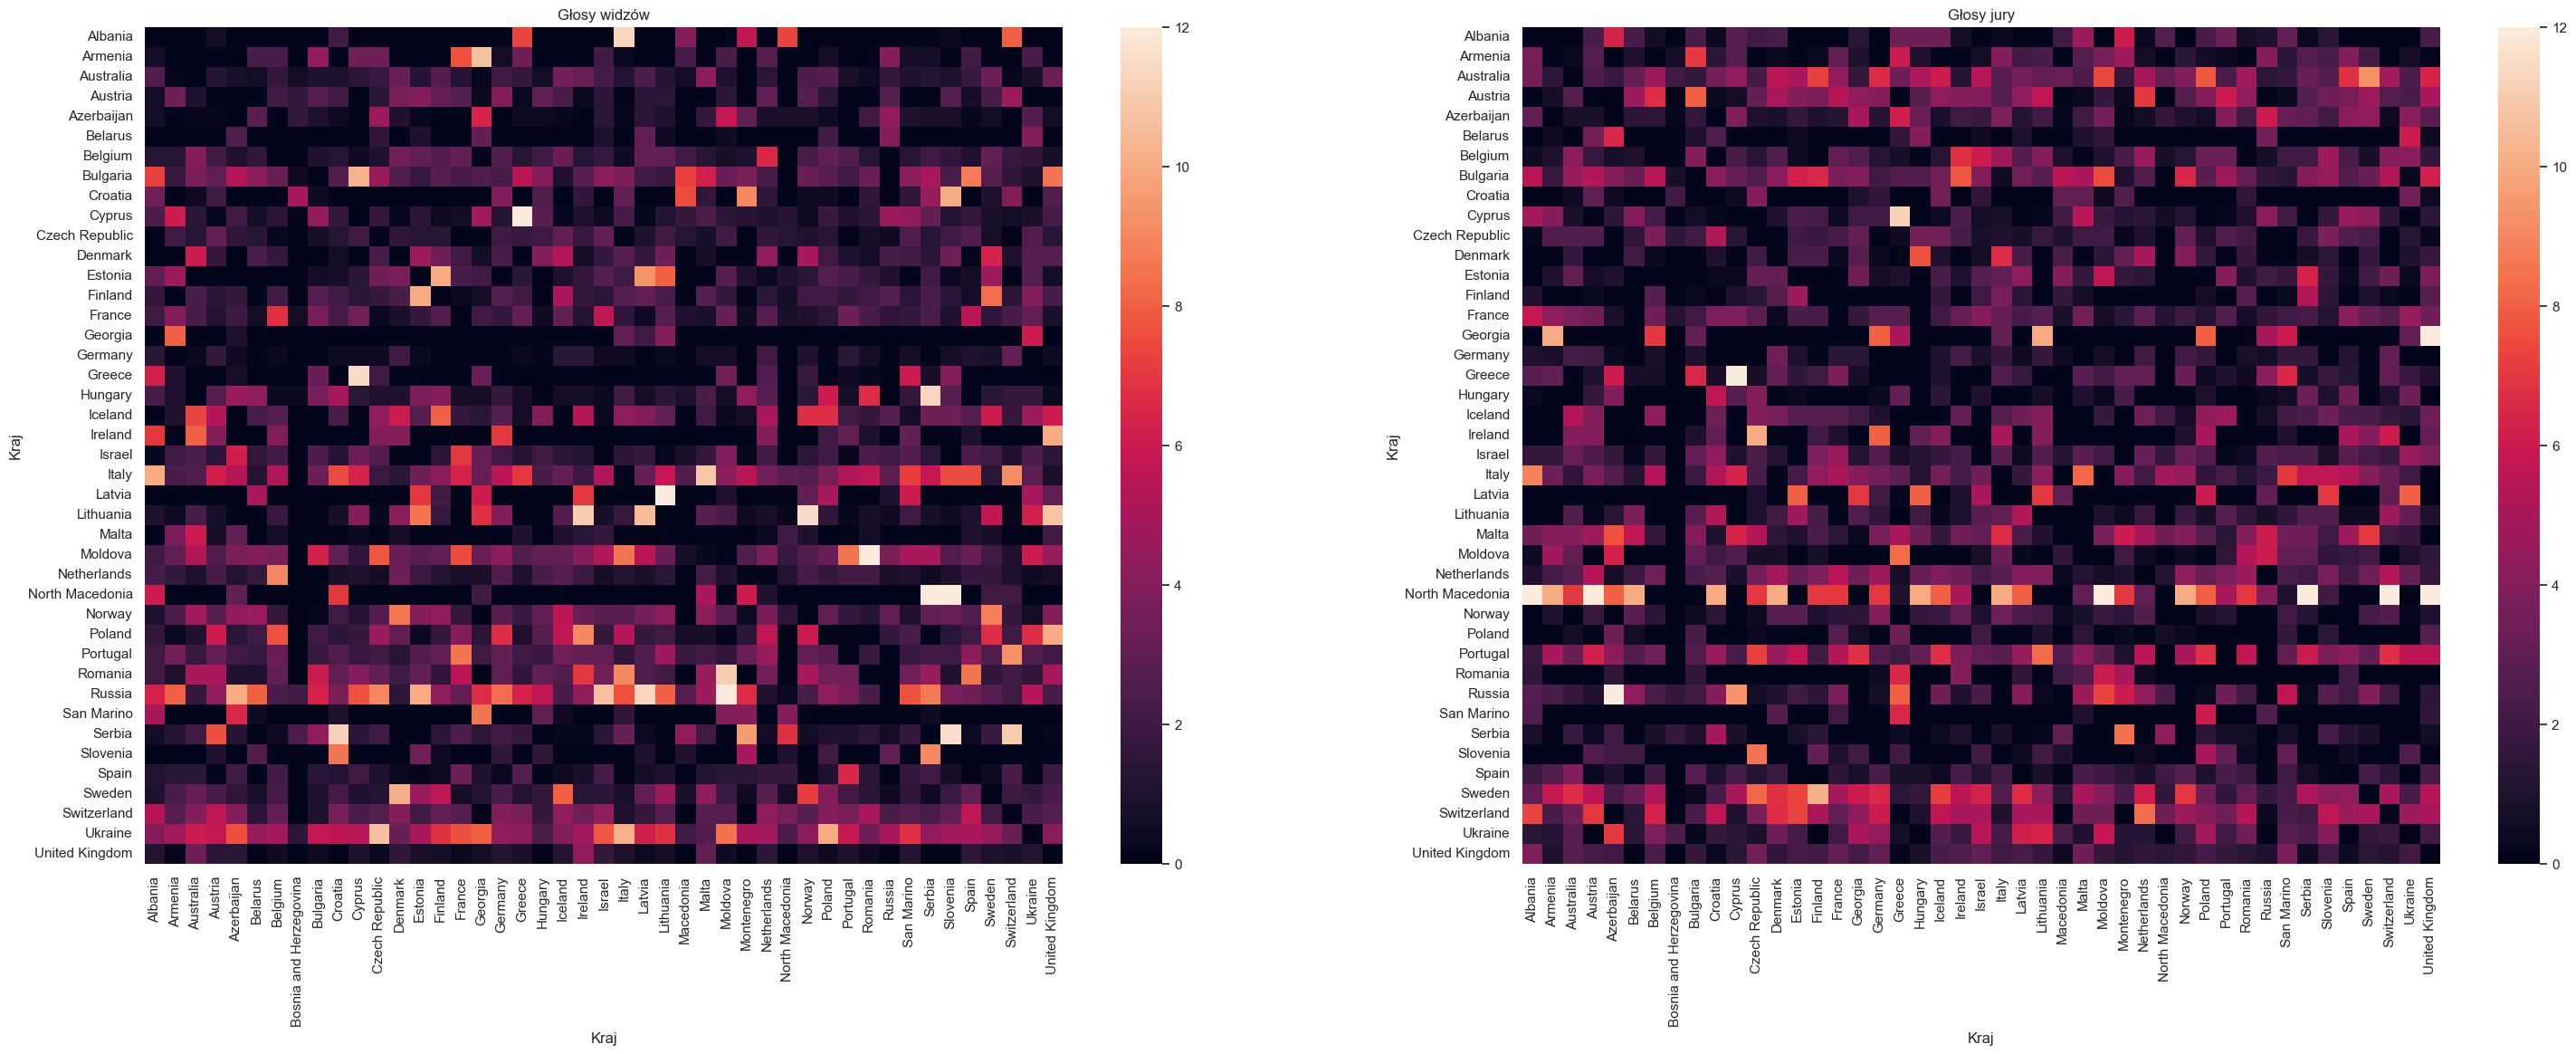 Głosy widzów
Kraj
Albania
Armenia
Australia
Austria
Azerbaijan
Belarus
Belgium
Bulgaria
Croatia
Cyprus
Czech Republic
Denmark
Estonia
Finland
France
Georgia
Germany
Greece
Hungary
Iceland
Ireland
Israel
Italy
Latvia
Lithuania
Malta
Moldova
Netherlands
North Macedonia
Norway
Poland
Portugal
Romania
Russia
San Marino
Serbia
Slovenia
Spain
Sweden
Switzerland
Ukraine
United Kingdom
Albania
Armenia
Australia
Austria
Azerbaijan
Belarus
Belgium
Bosnia and Herzegovina
Bulgaria
Croatia
Cyprus
Czech Republic
Denmark
Estonia
Finland
France
Georgia
Germany
Greece
Hungary
Iceland
Ireland
Israel
Italy
Latvia
Lithuania
Macedonia
Malta
Moldova
Montenegro
Netherlands
North Macedonia
Norway
Poland
Portugal
Romania
Russia
San Marino
Serbia
Slovenia
Spain
Sweden
Switzerland
Ukraine
United Kingdom
Kraj
12
10
8
6
4
2
0
Głosy jury
Kraj
Albania
Armenia
Australia
Austria
Azerbaijan
Belarus
Belgium
Bulgaria
Croatia
Cyprus
Czech Republic
Denmark
Estonia
Finland
France
Georgia
Germany
Greece
Hungary
Iceland
Ireland
Israel
Italy
Latvia
Lithuania
Malta
Moldova
Netherlands
North Macedonia
Norway
Poland
Portugal
Romania
Russia
San Marino
Serbia
Slovenia
Spain
Sweden
Switzerland
Ukraine
United Kingdom
Albania
Armenia
Australia
Austria
Azerbaijan
Belarus
Belgium
Bosnia and Herzegovina
Bulgaria
Croatia
Cyprus
Czech Republic
Denmark
Estonia
Finland
France
Georgia
Germany
Greece
Hungary
Iceland
Ireland
Israel
Italy
Latvia
Lithuania
Macedonia
Malta
Moldova
Montenegro
Netherlands
North Macedonia
Norway
Poland
Portugal
Romania
Russia
San Marino
Serbia
Slovenia
Spain
Sweden
Switzerland
Ukraine
United Kingdom
Kraj
12
10
8
6
4
2
0